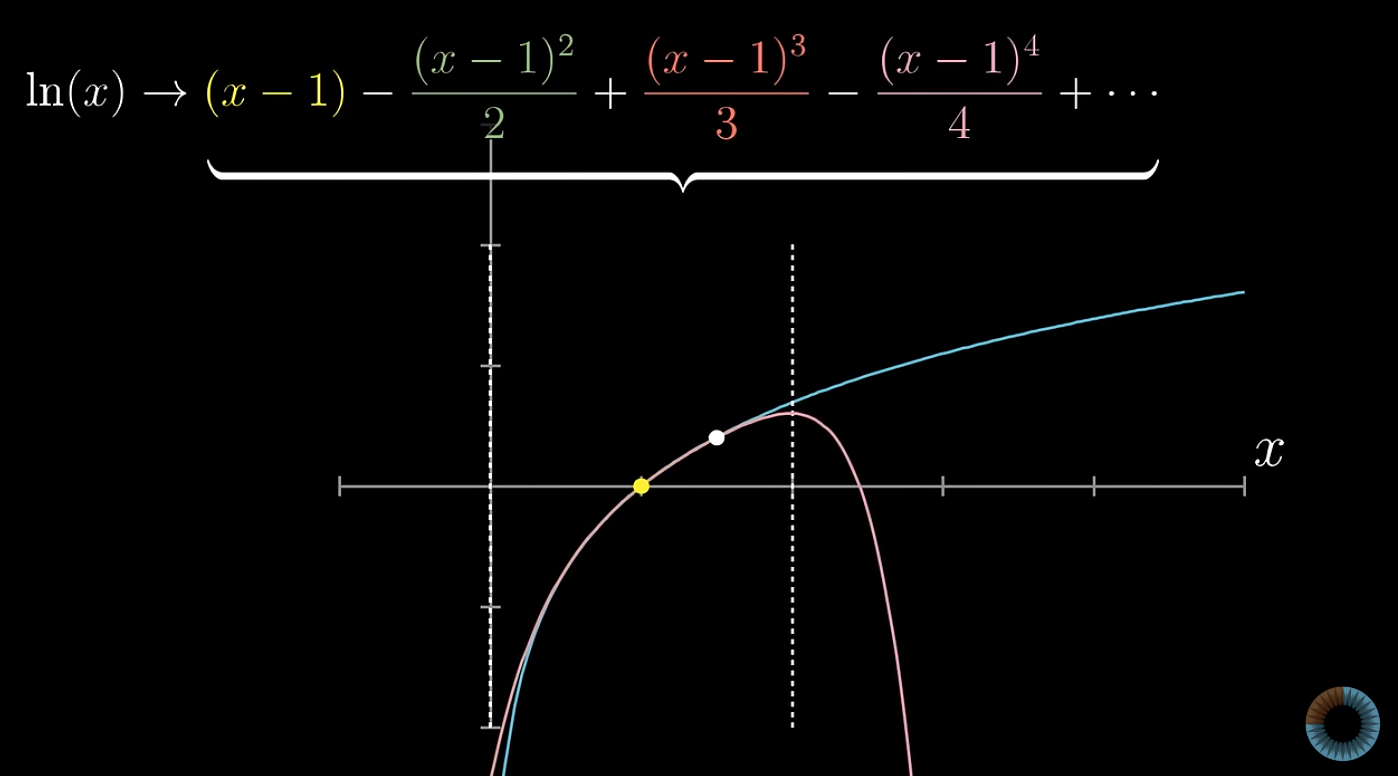 ln(x) → (x − 1) − (x − 1)²/2 + (x − 1)³/3 − (x − 1)⁴/4 + ···
x